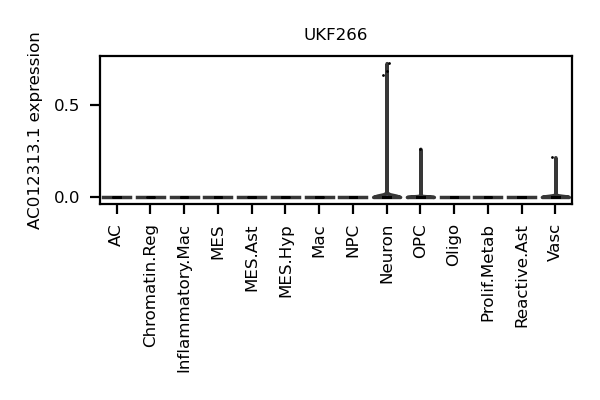 UKF266
AC012313.1 expression
0.5
0.0
AC
Chromatin.Reg
Inflammatory.Mac
MES
MES.Ast
MES.Hyp
Mac
NPC
Neuron
OPC
Oligo
Prolif.Metab
Reactive.Ast
Vasc